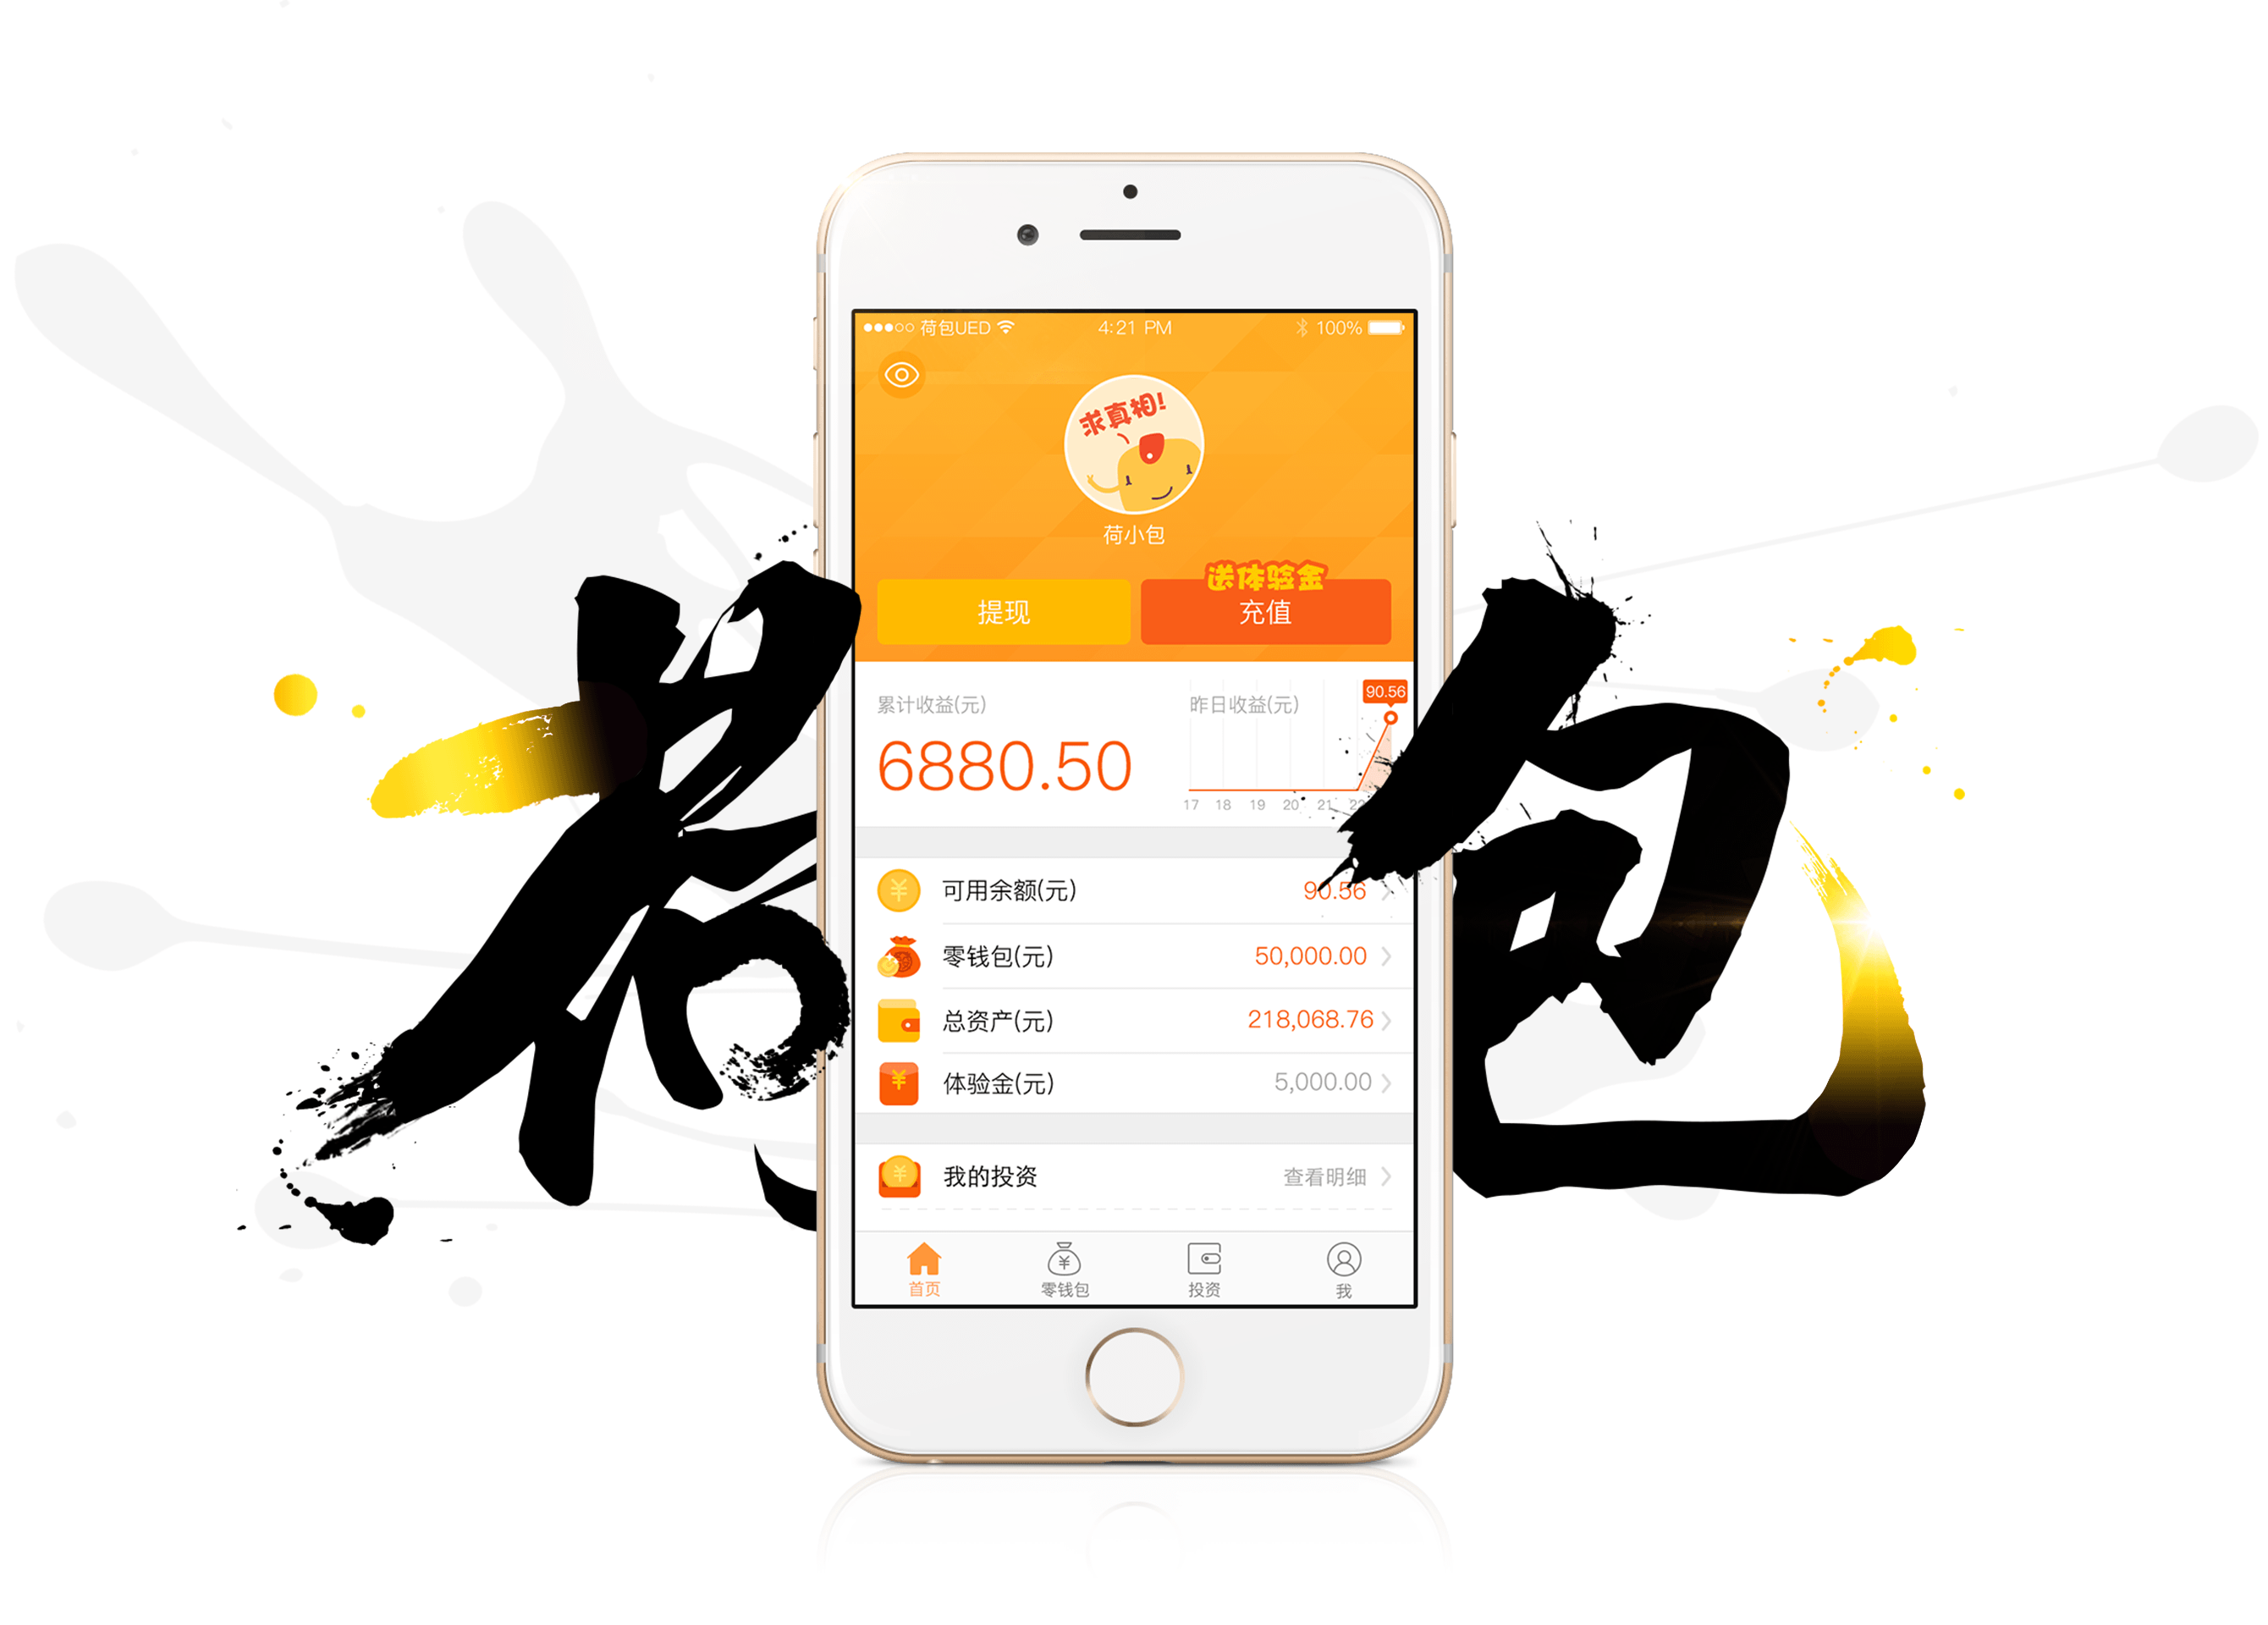 荷包
荷包UED 4:21 PM 100%
求真相!
荷小包
送体验金
提现 充值
累计收益(元) 昨日收益(元) 90.56
6880.50
17 18 19 20 21 22
可用余额(元) 90.56
零钱包(元) 50,000.00
总资产(元) 218,068.76
体验金(元) 5,000.00
我的投资 查看明细
首页 零钱包 投资 我